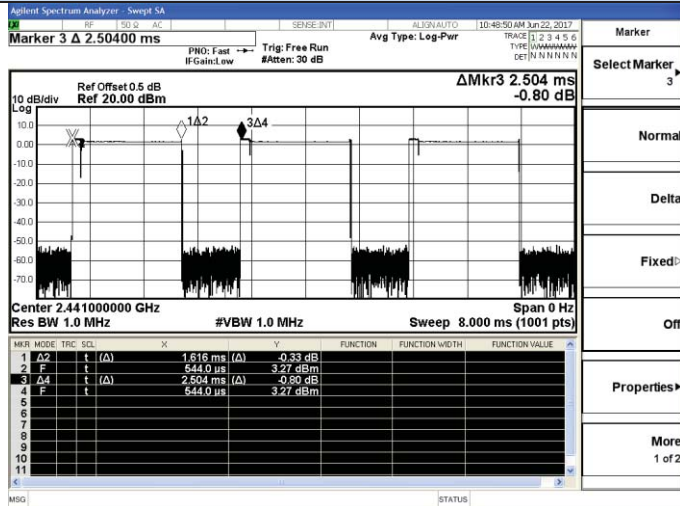 Agilent Spectrum Analyzer - Swept SA
RF 50 Ω AC SENSE:INT ALIGN AUTO 10:48:50 AM Jun 22, 2017
Marker 3 Δ 2.50400 ms
PNO: Fast Trig: Free Run
IFGain:Low #Atten: 30 dB
Avg Type: Log-Pwr
TRACE 1 2 3 4 5 6
TYPE WWWWWWW
DET N N N N N N
Marker
Select Marker
3
Normal
Delta
Fixed
Off
Properties
More
1 of 2
Ref Offset 0.5 dB
10 dB/div Ref 20.00 dBm
Log
ΔMkr3 2.504 ms
-0.80 dB
10.0
0.00
-10.0
-20.0
-30.0
-40.0
-50.0
-60.0
-70.0
1Δ2
3Δ4
Center 2.441000000 GHz Span 0 Hz
Res BW 1.0 MHz #VBW 1.0 MHz Sweep 8.000 ms (1001 pts)
MKR MODE TRC SCL X Y FUNCTION FUNCTION WIDTH FUNCTION VALUE
1 Δ2 t (Δ) 1.616 ms (Δ) -0.33 dB
2 F t 544.0 µs 3.27 dBm
3 Δ4 t (Δ) 2.504 ms (Δ) -0.80 dB
4 F t 544.0 µs 3.27 dBm
5
6
7
8
9
10
11
MSG STATUS